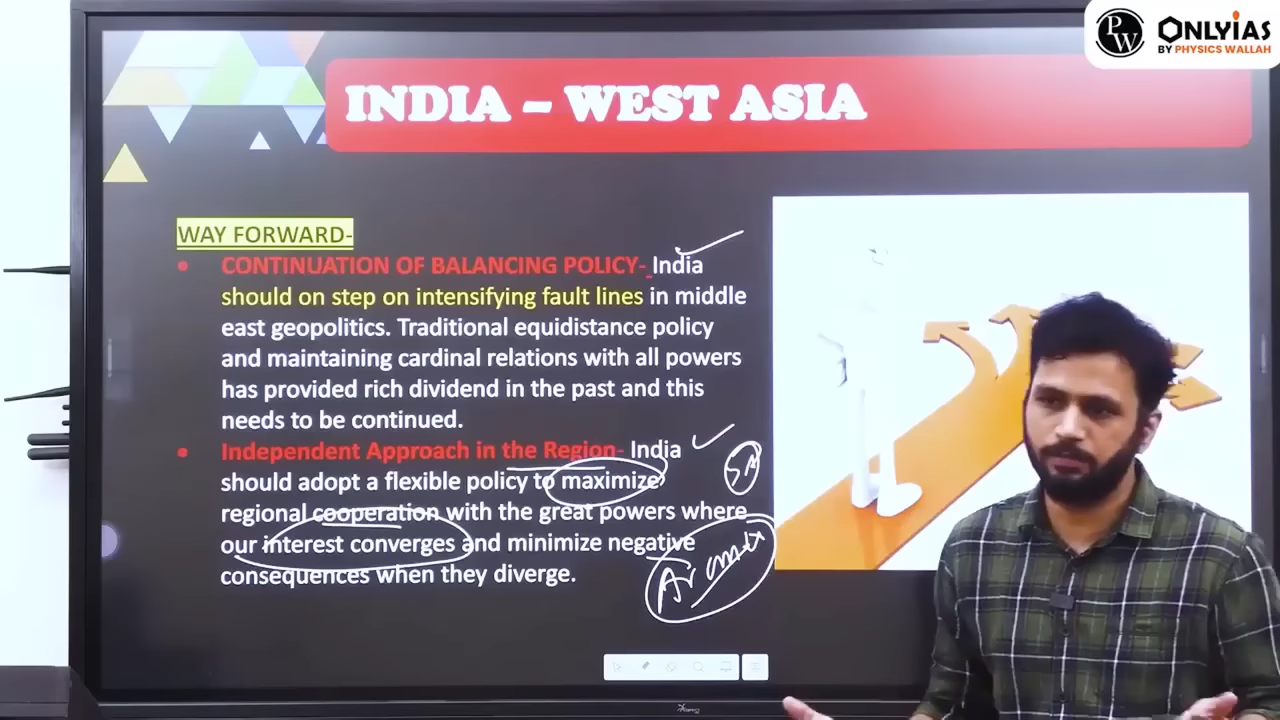 PW ONLYIAS
BY PHYSICS WALLAH
INDIA – WEST ASIA
WAY FORWARD-
• CONTINUATION OF BALANCING POLICY- India
should on step on intensifying fault lines in middle
east geopolitics. Traditional equidistance policy
and maintaining cardinal relations with all powers
has provided rich dividend in the past and this
needs to be continued.
• Independent Approach in the Region- India
should adopt a flexible policy to maximize
regional cooperation with the great powers where
our interest converges and minimize negative
consequences when they diverge.